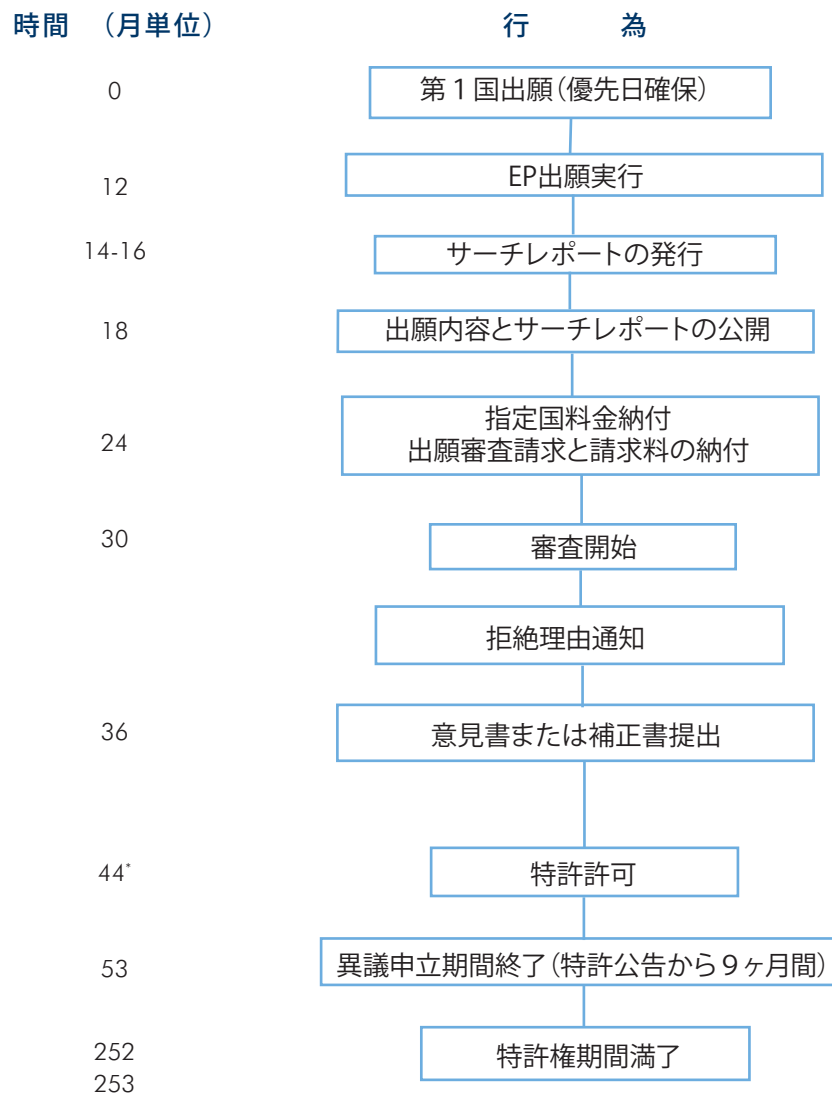 時間 （月単位） 行 為
0 第１国出願（優先日確保）
12 EP出願実行
14-16 サーチレポートの発行
18 出願内容とサーチレポートの公開
24 指定国料金納付
出願審査請求と請求料の納付
30 審査開始
拒絶理由通知
36 意見書または補正書提出
44* 特許許可
53 異議申立期間終了（特許公告から９ヶ月間）
252 特許権期間満了
253